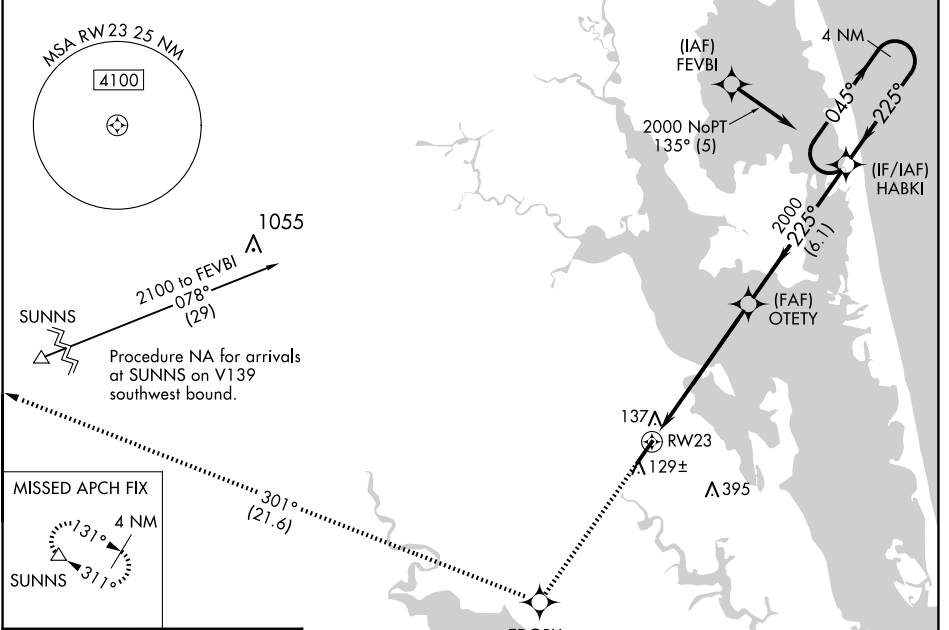 MSA RW23 25 NM
4100
(IAF)
FEVBI
2000 NoPT
135° (5)
4 NM
045°
225°
(IF/IAF)
HABKI
2000
225°
(6.1)
(FAF)
OTETY
1055
2100 to FEVBI
078°
(29)
SUNNS
Procedure NA for arrivals
at SUNNS on V139
southwest bound.
137
RW23
129±
395
301°
(21.6)
MISSED APCH FIX
4 NM
131°
311°
SUNNS